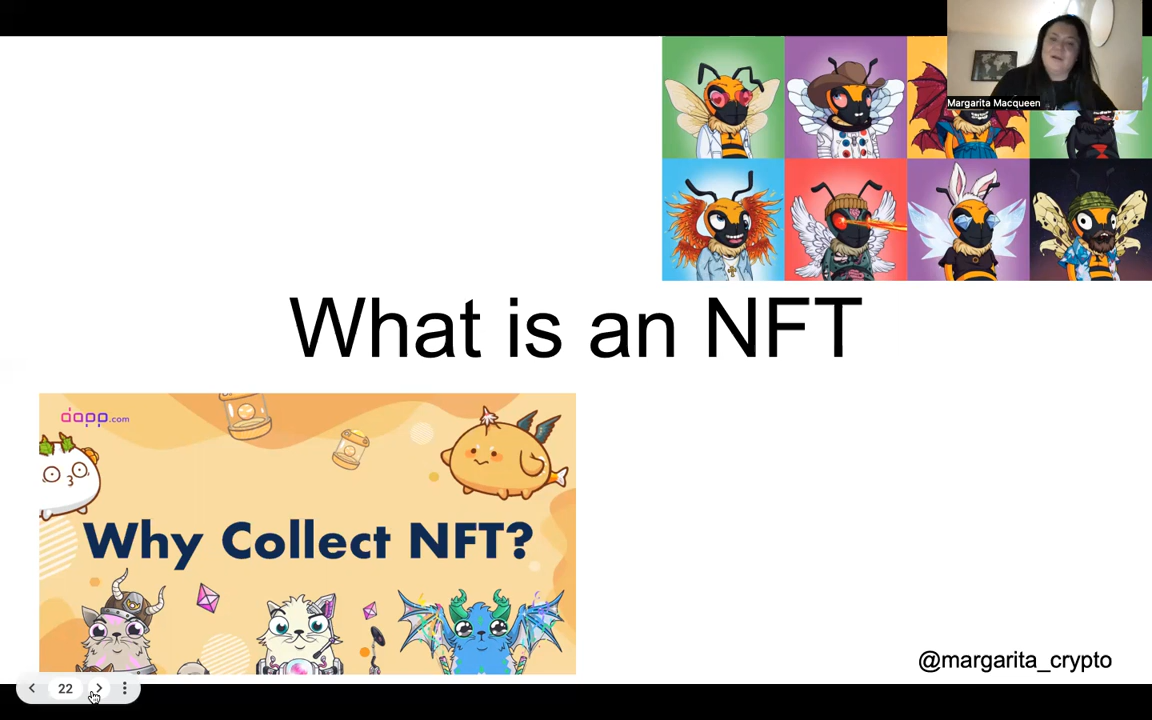 Margarita Macqueen
What is an NFT
dapp.com
Why Collect NFT?
@margarita_crypto
22